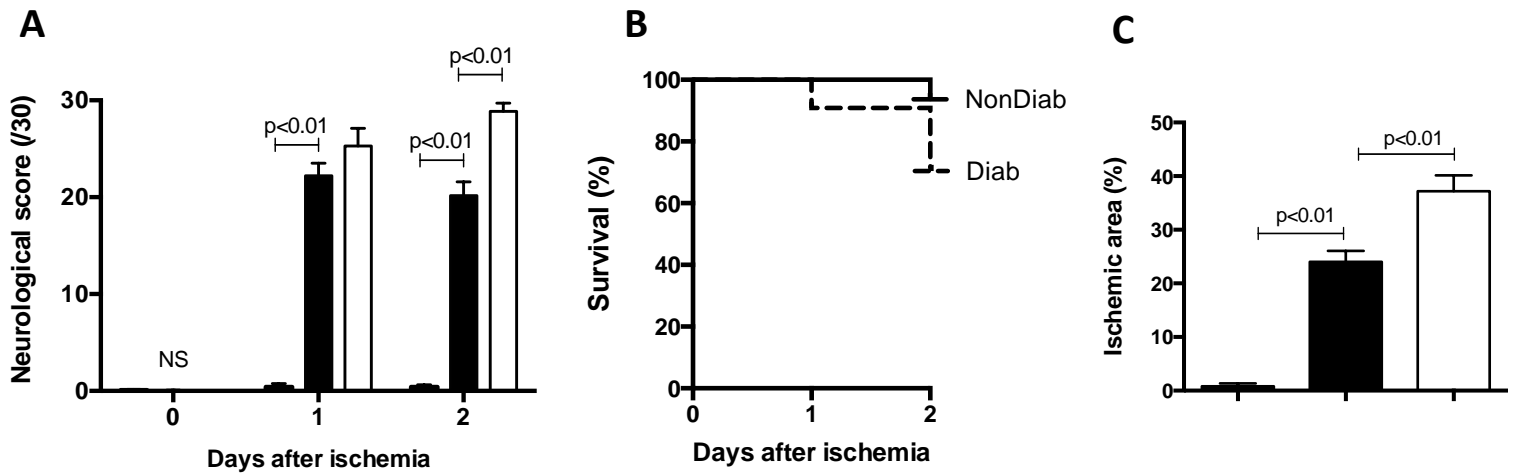 A
Neurological score (/30)
30
20
10
0
NS
p<0.01
p<0.01
p<0.01
0
1
2
Days after ischemia
B
Survival (%)
100
80
60
40
20
0
NonDiab
Diab
0
1
2
Days after ischemia
C
Ischemic area (%)
50
40
30
20
10
0
p<0.01
p<0.01